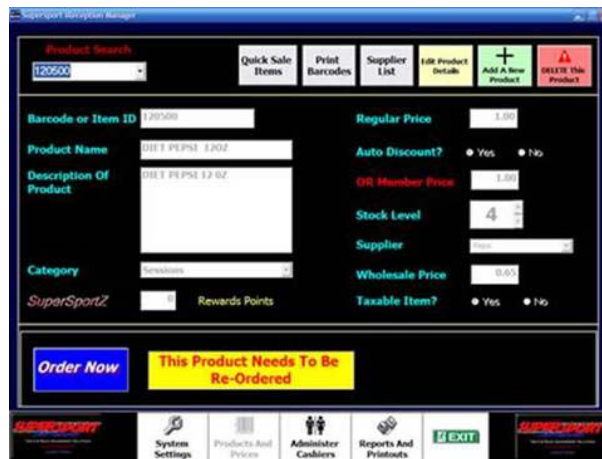 Supersport iReception Manager
Product Search
120500
Quick Sale
Items
Print
Barcodes
Supplier
List
Edit Product
Details
Add A New
Product
DELETE This
Product
Barcode or Item ID
120500
Regular Price
1.00
Product Name
DIET PEPSI 12OZ
Auto Discount?
Yes
No
Description Of
Product
DIET PEPSI 12 OZ
OR Member Price
1.00
Stock Level
4
Supplier
Category
Sessions
Wholesale Price
0.65
SuperSportZ
0
Rewards Points
Taxable Item?
Yes
No
Order Now
This Product Needs To Be
Re-Ordered
SUPERSPORT
System
Settings
Products And
Prices
Administer
Cashiers
Reports And
Printouts
EXIT
SUPERSPORT